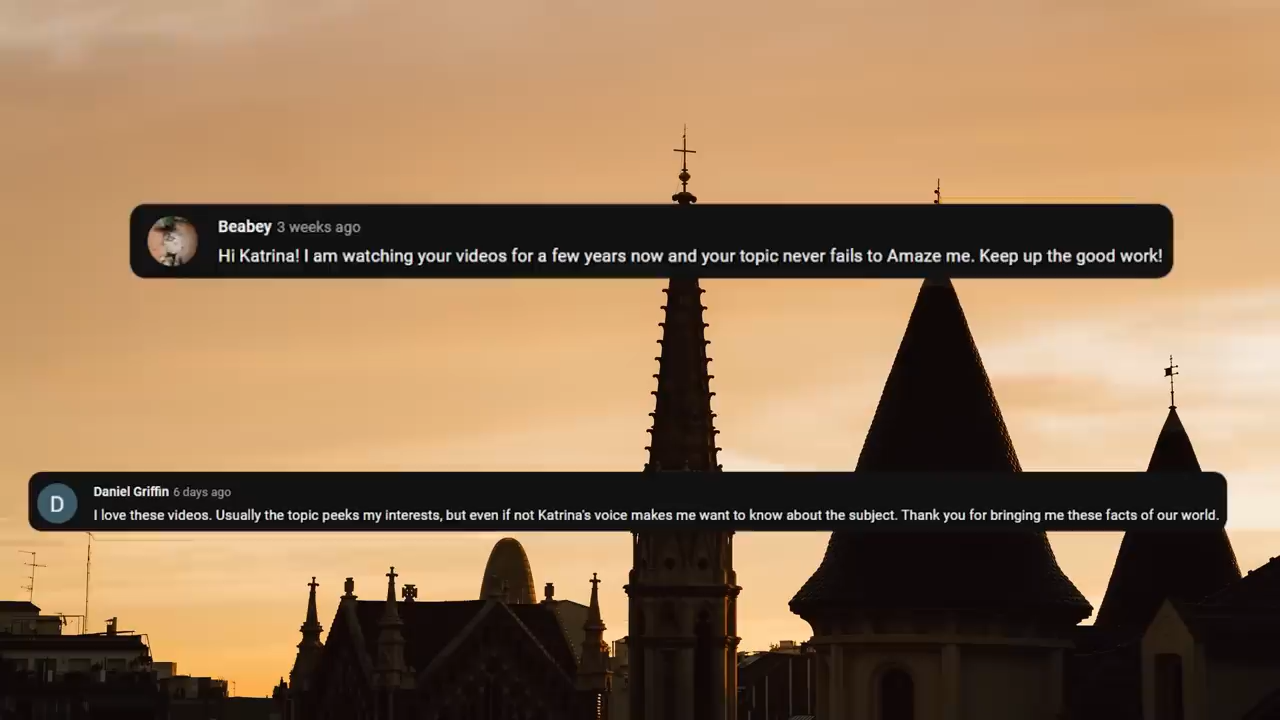 Beabey 3 weeks ago
Hi Katrina! I am watching your videos for a few years now and your topic never fails to Amaze me. Keep up the good work!
D
Daniel Griffin 6 days ago
I love these videos. Usually the topic peeks my interests, but even if not Katrina's voice makes me want to know about the subject. Thank you for bringing me these facts of our world.